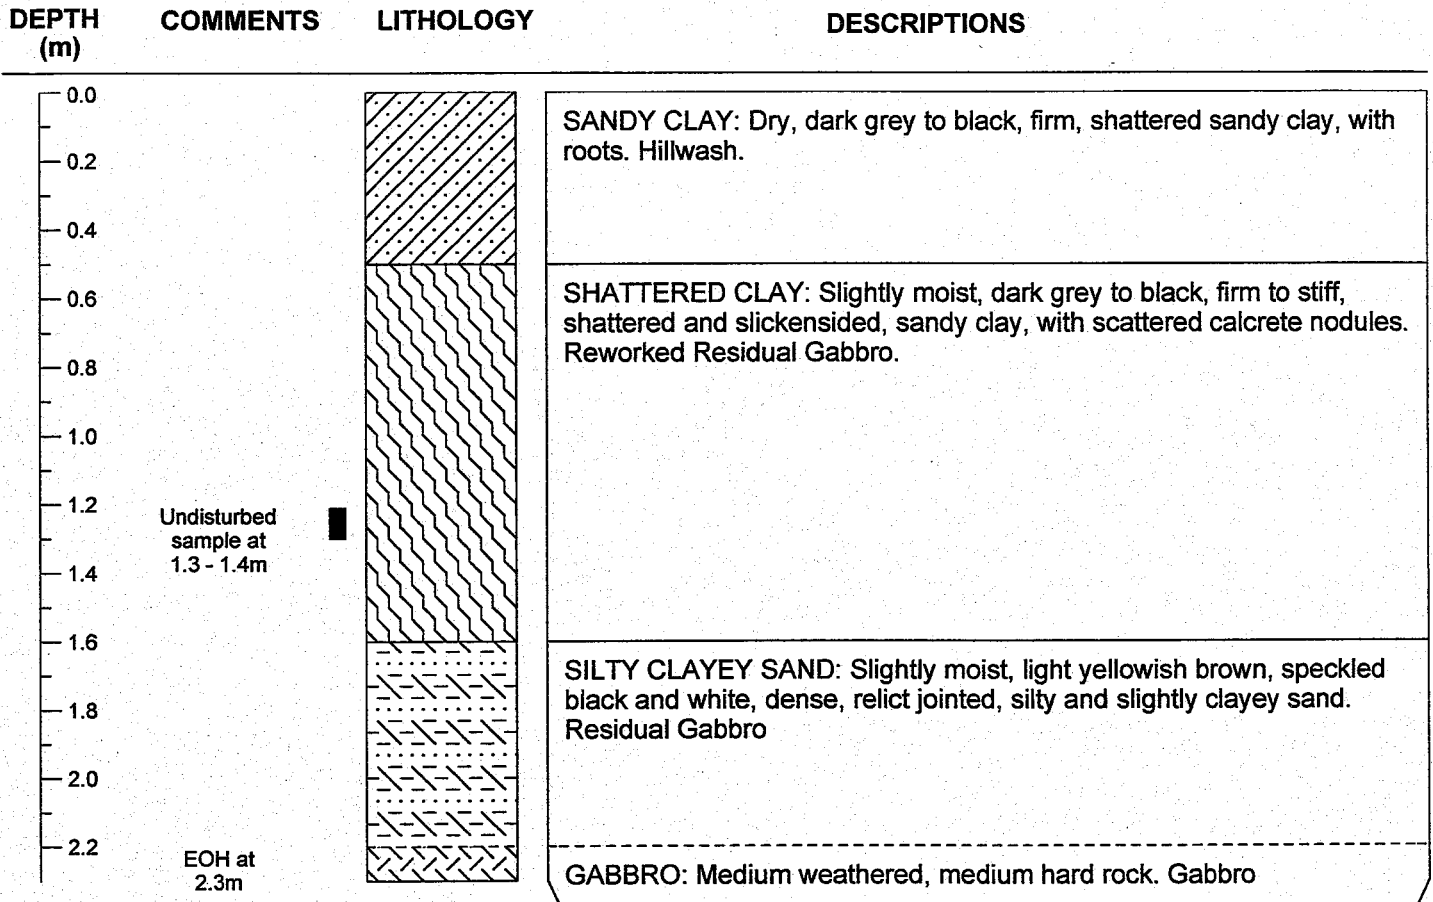 DEPTH (m) COMMENTS LITHOLOGY DESCRIPTIONS
0.0
SANDY CLAY: Dry, dark grey to black, firm, shattered sandy clay, with
roots. Hillwash.
0.2
0.4
0.6
SHATTERED CLAY: Slightly moist, dark grey to black, firm to stiff,
shattered and slickensided, sandy clay, with scattered calcrete nodules.
Reworked Residual Gabbro.
0.8
1.0
1.2
Undisturbed
sample at
1.3 - 1.4m
1.4
1.6
SILTY CLAYEY SAND: Slightly moist, light yellowish brown, speckled
black and white, dense, relict jointed, silty and slightly clayey sand.
Residual Gabbro
1.8
2.0
2.2
EOH at
2.3m
GABBRO: Medium weathered, medium hard rock. Gabbro